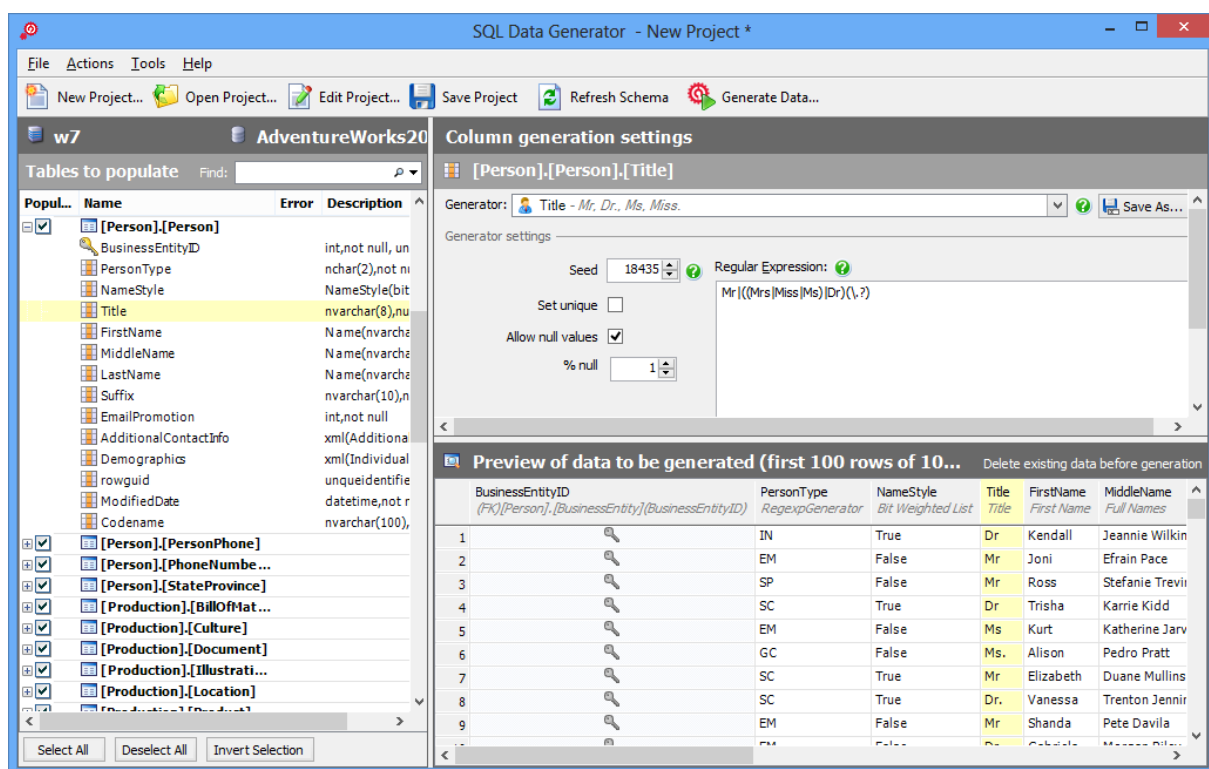 SQL Data Generator - New Project *
File Actions Tools Help
New Project... Open Project... Edit Project... Save Project Refresh Schema Generate Data...
w7 AdventureWorks20
Tables to populate Find:
Popul... Name Error Description
[Person].[Person]
BusinessEntityID int,not null, un
PersonType nchar(2),not nu
NameStyle NameStyle(bit
Title nvarchar(8),nu
FirstName Name(nvarcha
MiddleName Name(nvarcha
LastName Name(nvarcha
Suffix nvarchar(10),n
EmailPromotion int,not null
AdditionalContactInfo xml(Additional
Demographics xml(Individual
rowguid unqueidentifie
ModifiedDate datetime,not r
Codename nvarchar(100),
[Person].[PersonPhone]
[Person].[PhoneNumbe...
[Person].[StateProvince]
[Production].[BillOfMat...
[Production].[Culture]
[Production].[Document]
[Production].[Illustrati...
[Production].[Location]
[Production].[Product]
Select All Deselect All Invert Selection
Column generation settings
[Person].[Person].[Title]
Generator: Title - Mr, Dr., Ms, Miss. Save As...
Generator settings
Seed 18435 Regular Expression:
Mr|((Mrs|Miss|Ms)|Dr)(\.?)
Set unique
Allow null values
% null 1
Preview of data to be generated (first 100 rows of 10... Delete existing data before generation
BusinessEntityID PersonType NameStyle Title FirstName MiddleName
(FK)[Person].[BusinessEntity](BusinessEntityID) RegexpGenerator Bit Weighted List Title First Name Full Names
1 IN True Dr Kendall Jeannie Wilkin
2 EM False Mr Joni Efrain Pace
3 SP False Mr Ross Stefanie Trevi
4 SC True Dr Trisha Karrie Kidd
5 EM False Ms Kurt Katherine Jarv
6 GC False Ms. Alison Pedro Pratt
7 SC True Mr Elizabeth Duane Mullins
8 SC True Dr. Vanessa Trenton Jennir
9 EM False Mr Shanda Pete Davila